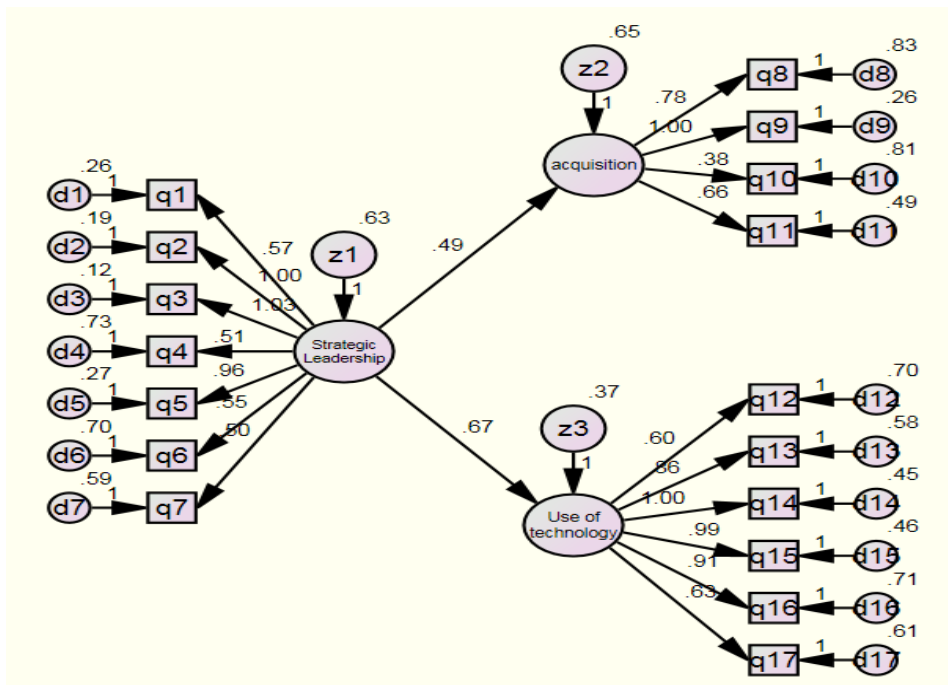 .65
z2
1
.83
.78
q8
1
d8
.26
1.00
q9
1
d9
acquisition
.81
.38
q10
1
d10
.49
.66
q11
1
d11
.26
d1
1
q1
.19
d2
1
q2
.12
d3
1
q3
.73
d4
1
q4
.27
d5
1
q5
.70
d6
1
q6
.59
d7
1
q7
.57
1.00
1.03
.51
.96
.55
.50
.63
z1
1
Strategic
Leadership
.49
.67
.37
z3
1
Use of
technology
.70
.60
q12
1
d12
.58
.86
q13
1
d13
.45
1.00
q14
1
d14
.46
.99
q15
1
d15
.71
.91
q16
1
d16
.61
.63
q17
1
d17